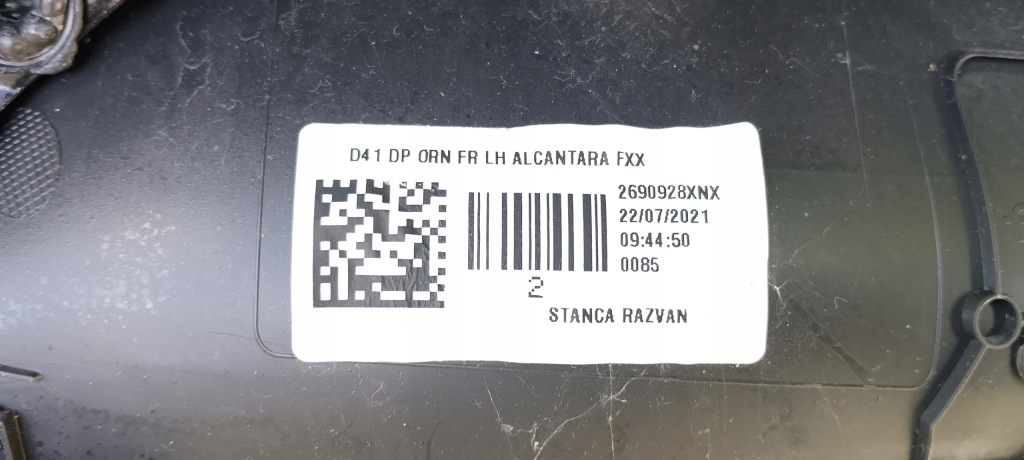 D41 DP ORN FR LH ALCANTARA FXX
2690928XNX
22/07/2021
09:44:50
0085
2
STANCA RAZVAN